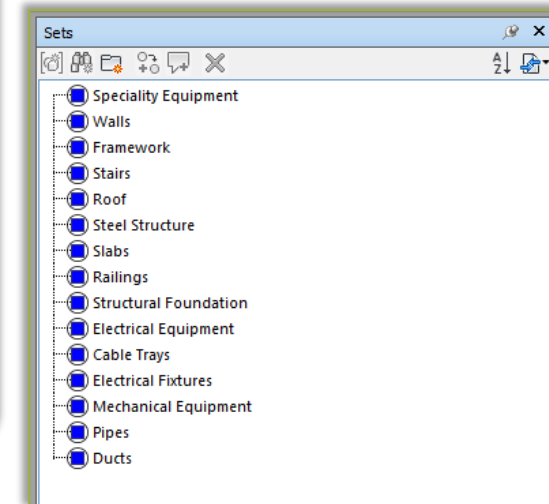 Sets
Speciality Equipment
Walls
Framework
Stairs
Roof
Steel Structure
Slabs
Railings
Structural Foundation
Electrical Equipment
Cable Trays
Electrical Fixtures
Mechanical Equipment
Pipes
Ducts